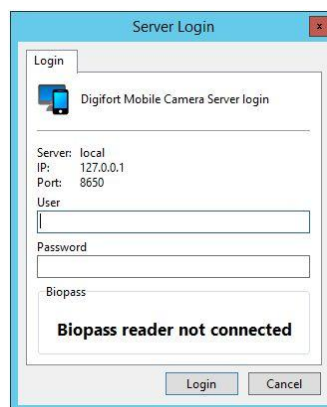 Server Login
x
Login
Digifort Mobile Camera Server login
Server: local
IP: 127.0.0.1
Port: 8650
User
Password
Biopass
Biopass reader not connected
Login Cancel